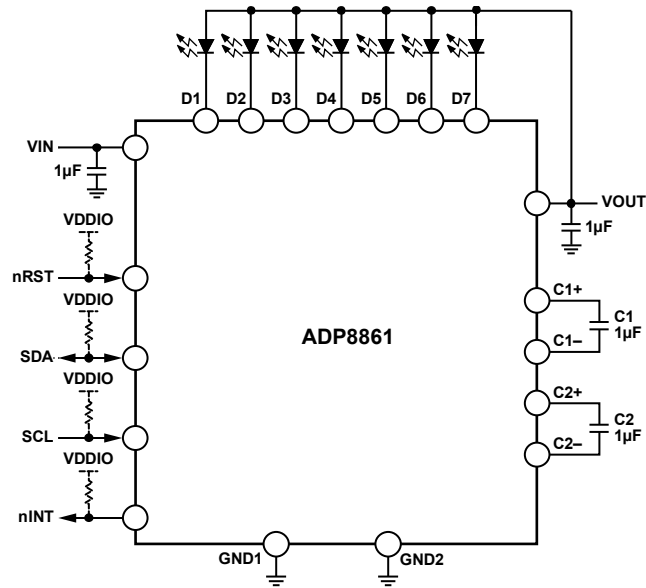 D1
D2
D3
D4
D5
D6
D7
VIN
1µF
VOUT
1µF
VDDIO
nRST
VDDIO
SDA
VDDIO
SCL
VDDIO
nINT
ADP8861
C1+
C1
1µF
C1–
C2+
C2
1µF
C2–
GND1
GND2